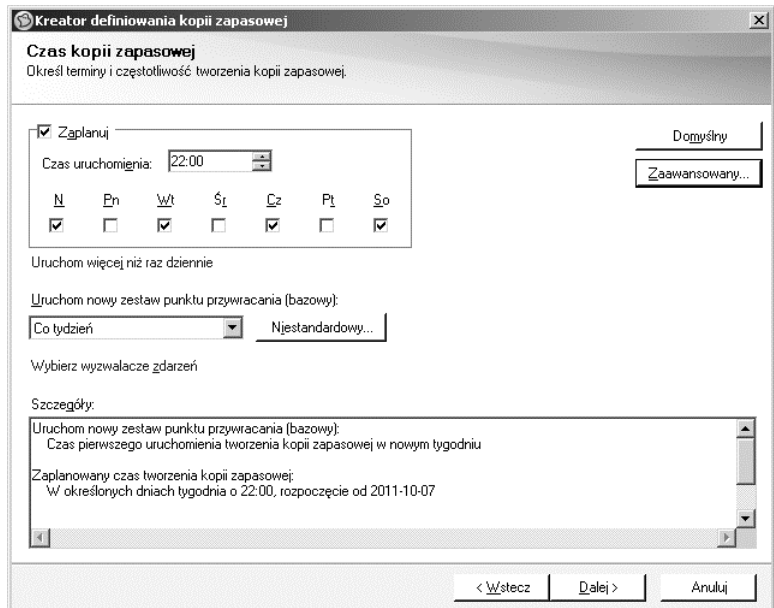 Kreator definiowania kopii zapasowej
Czas kopii zapasowej
Określ terminy i częstotliwość tworzenia kopii zapasowej.
Zaplanuj
Domyślny
Czas uruchomienia: 22:00
Zaawansowany...
N Pn Wt Śr Cz Pt So
Uruchom więcej niż raz dziennie
Uruchom nowy zestaw punktu przywracania (bazowy):
Co tydzień Niestandardowy...
Wybierz wyzwalacze zdarzeń
Szczegóły:
Uruchom nowy zestaw punktu przywracania (bazowy):
Czas pierwszego uruchomienia tworzenia kopii zapasowej w nowym tygodniu
Zaplanowany czas tworzenia kopii zapasowej:
W określonych dniach tygodnia o 22:00, rozpoczęcie od 2011-10-07
< Wstecz Dalej > Anuluj